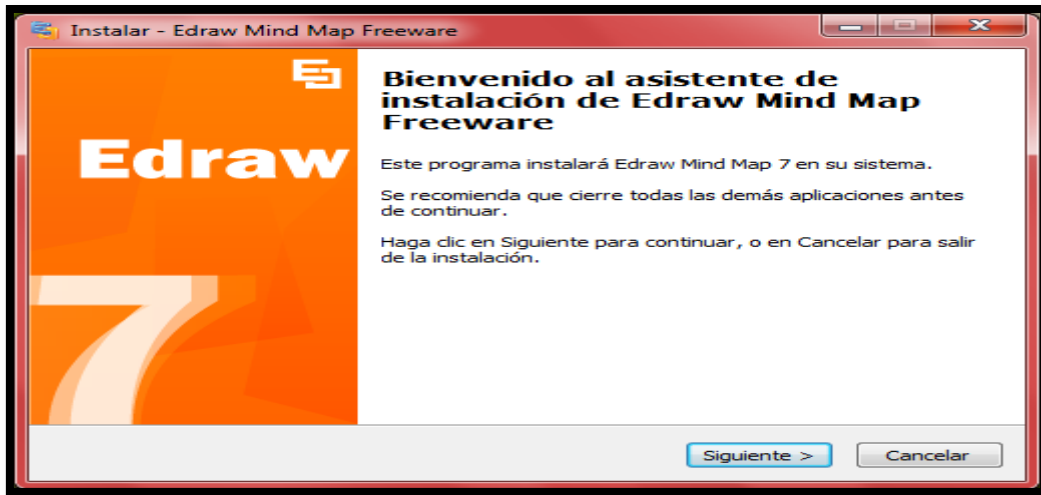 Instalar - Edraw Mind Map Freeware
Edraw
7
Bienvenido al asistente de
instalación de Edraw Mind Map
Freeware
Este programa instalará Edraw Mind Map 7 en su sistema.
Se recomienda que cierre todas las demás aplicaciones antes
de continuar.
Haga clic en Siguiente para continuar, o en Cancelar para salir
de la instalación.
Siguiente >
Cancelar